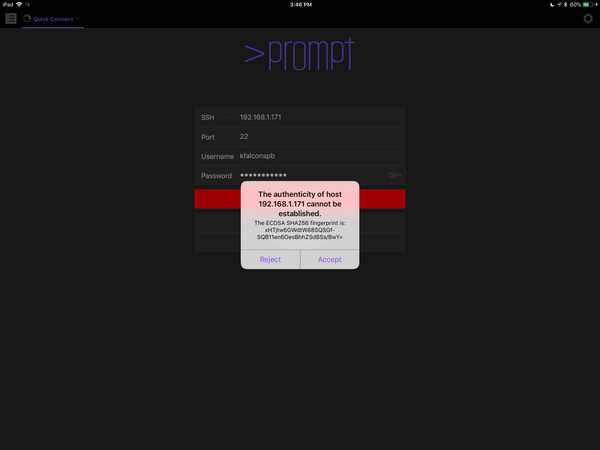 iPad
3:46 PM
60%
Quick Connect
>prompt
SSH 192.168.1.171
Port 22
Username kfalconspb
Password ●●●●●●●●●●●
The authenticity of host
192.168.1.171 cannot be
established.
The ECDSA SHA256 fingerprint is:
xHTjtw6GWdtW88SQSGf-
SQB11en6OesBhhZSdBSs/BwY=
Reject Accept